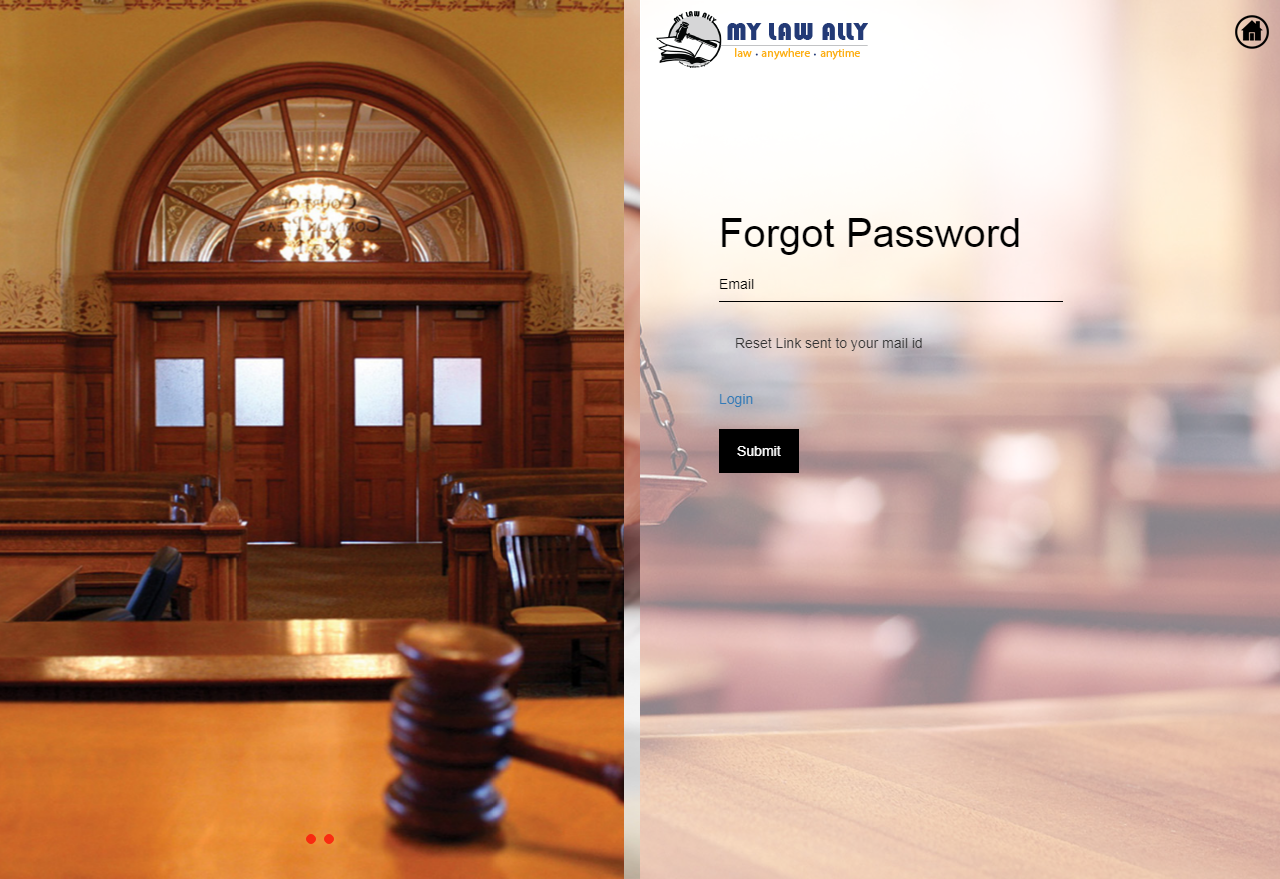 MY LAW ALLY
MY LAW ALLY
law • anywhere • anytime
Forgot Password
Email
Reset Link sent to your mail id
Login
Submit